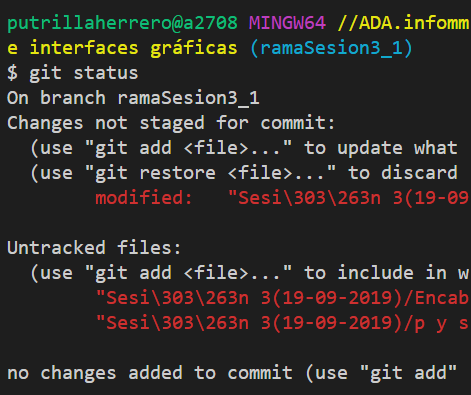 putrillaherrero@a2708 MINGW64 //ADA.infomm
e interfaces gráficas (ramaSesion3_1)
$ git status
On branch ramaSesion3_1
Changes not staged for commit:
(use "git add <file>..." to update what
(use "git restore <file>..." to discard
modified:   "Sesi\303\263n 3(19-09
Untracked files:
(use "git add <file>..." to include in w
"Sesi\303\263n 3(19-09-2019)/Encab
"Sesi\303\263n 3(19-09-2019)/p y s
no changes added to commit (use "git add"